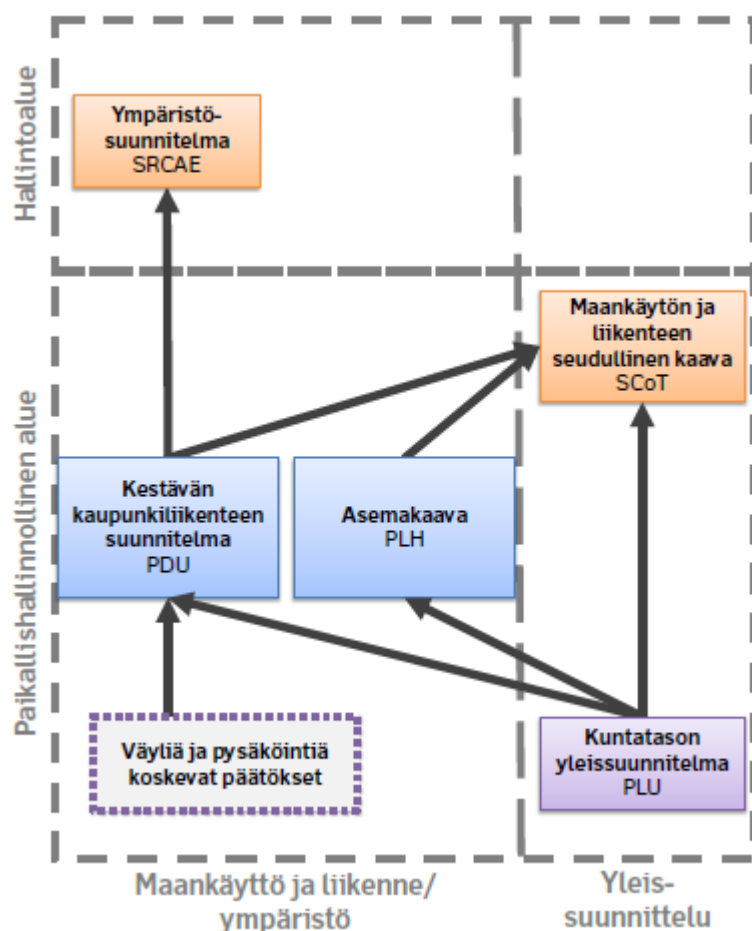 Hallintoalue
Ympäristö-
suunnitelma
SRCAE
Paikallishallinnollinen alue
Maankäytön ja
liikenteen
seudullinen kaava
SCoT
Kestävän
kaupunkiliikenteen
suunnitelma
PDU
Asemakaava
PLH
Väyliä ja pysäköintiä
koskevat päätökset
Kuntatason
yleissuunnitelma
PLU
Maankäyttö ja liikenne/
ympäristö
Yleis-
suunnittelu